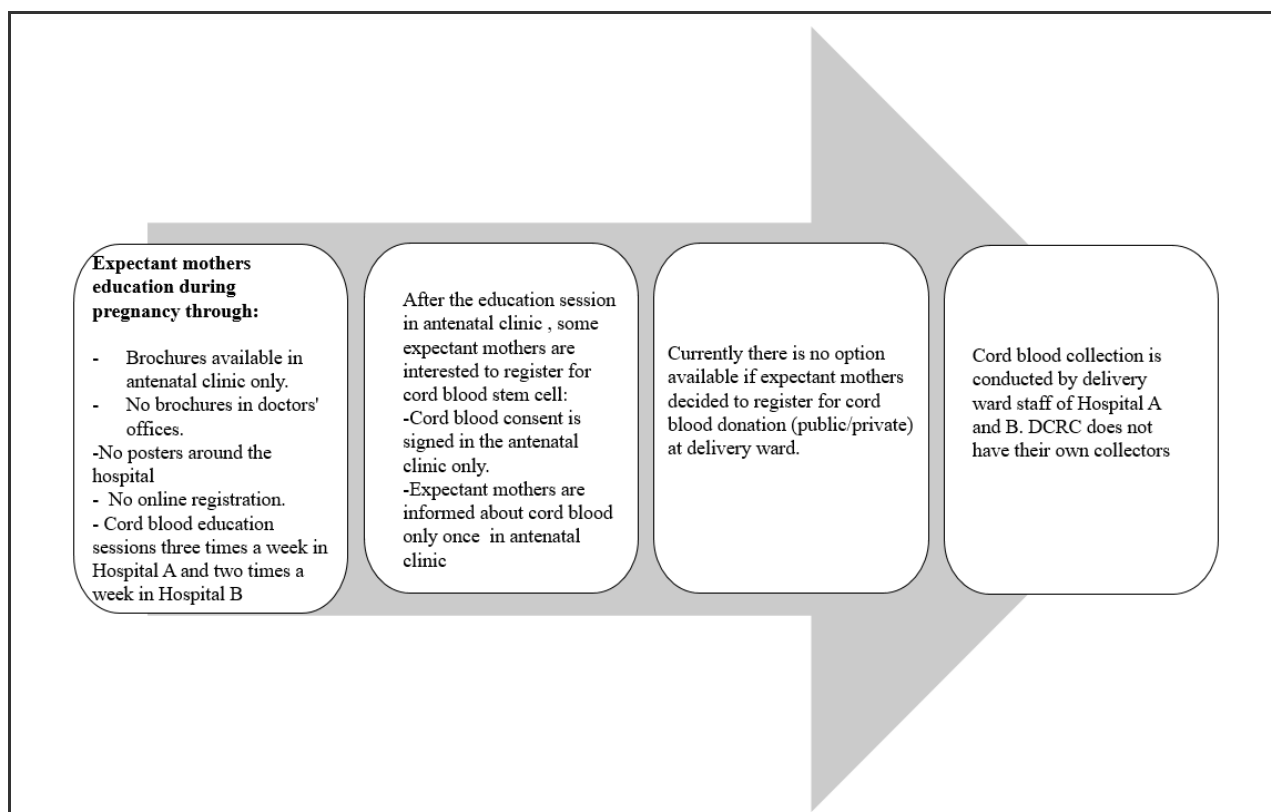 Expectant mothers
education during
pregnancy through:
- Brochures available in
antenatal clinic only.
- No brochures in doctors'
offices.
-No posters around the
hospital
- No online registration.
- Cord blood education
sessions three times a week in
Hospital A and two times a
week in Hospital B
After the education session
in antenatal clinic , some
expectant mothers are
interested to register for
cord blood stem cell:
-Cord blood consent is
signed in the antenatal
clinic only.
-Expectant mothers are
informed about cord blood
only once in antenatal
clinic
Currently there is no option
available if expectant mothers
decided to register for cord
blood donation (public/private)
at delivery ward.
Cord blood collection is
conducted by delivery
ward staff of Hospital A
and B. DCRC does not
have their own collectors